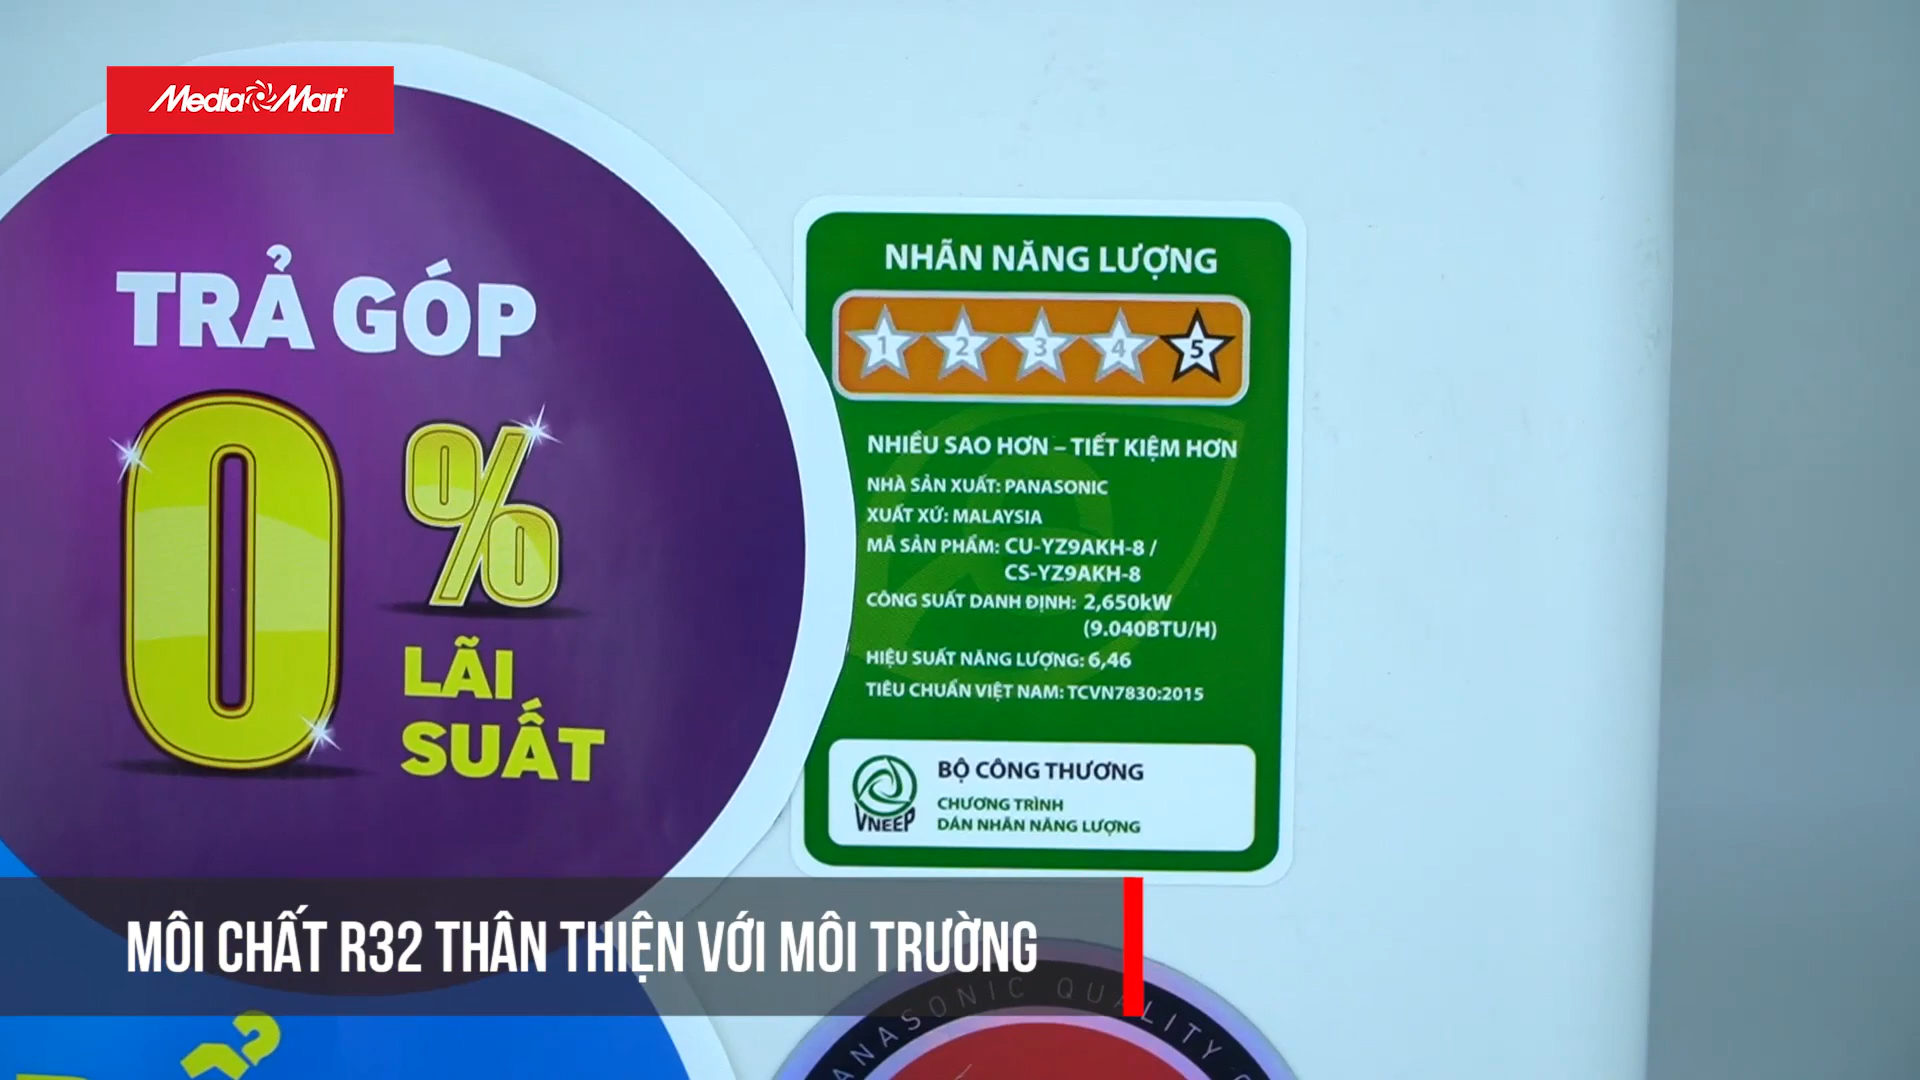 MediaMart
TRẢ GÓP
0%
LÃI
SUẤT
NHÃN NĂNG LƯỢNG
1 2 3 4 5
NHIỀU SAO HƠN – TIẾT KIỆM HƠN
NHÀ SẢN XUẤT: PANASONIC
XUẤT XỨ: MALAYSIA
MÃ SẢN PHẨM: CU-YZ9AKH-8 /
CS-YZ9AKH-8
CÔNG SUẤT DANH ĐỊNH: 2,650kW
(9.040BTU/H)
HIỆU SUẤT NĂNG LƯỢNG: 6,46
TIÊU CHUẨN VIỆT NAM: TCVN7830:2015
VNEEP
BỘ CÔNG THƯƠNG
CHƯƠNG TRÌNH
DÁN NHÃN NĂNG LƯỢNG
MÔI CHẤT R32 THÂN THIỆN VỚI MÔI TRƯỜNG
PANASONIC QUALITY